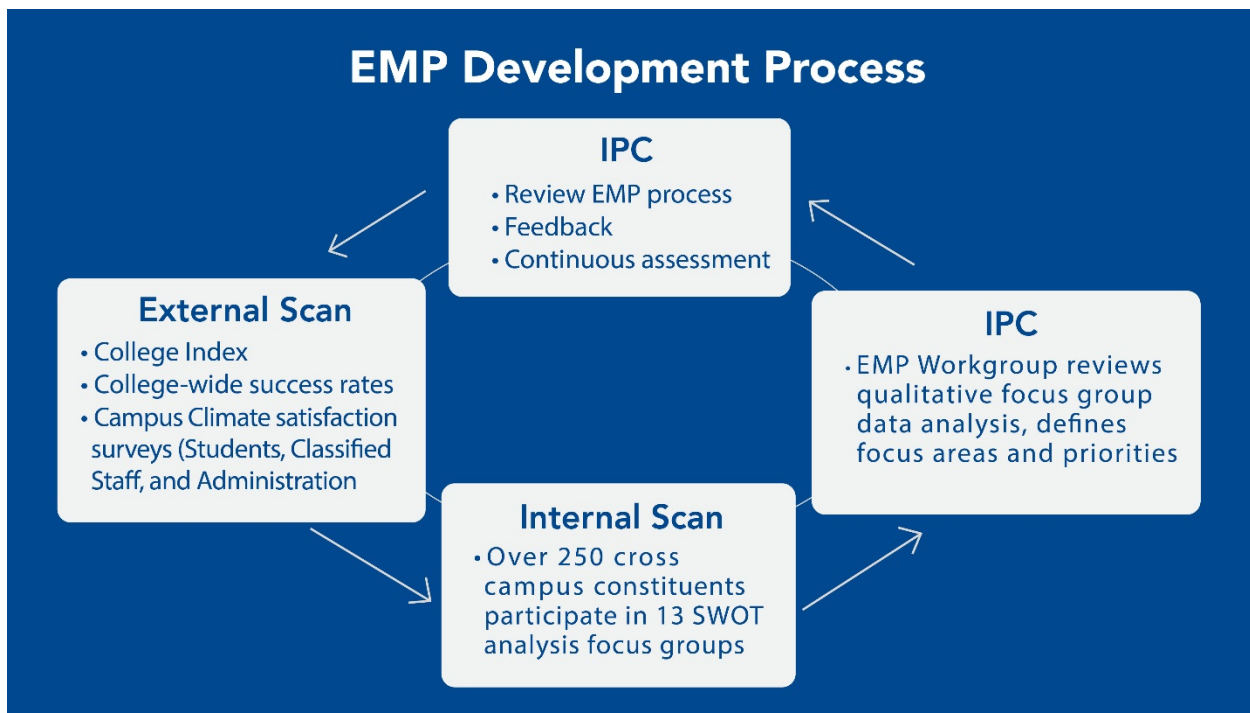 EMP Development Process
IPC
• Review EMP process
• Feedback
• Continuous assessment
External Scan
• College Index
• College-wide success rates
• Campus Climate satisfaction
surveys (Students, Classified
Staff, and Administration
Internal Scan
• Over 250 cross
campus constituents
participate in 13 SWOT
analysis focus groups
IPC
• EMP Workgroup reviews
qualitative focus group
data analysis, defines
focus areas and priorities